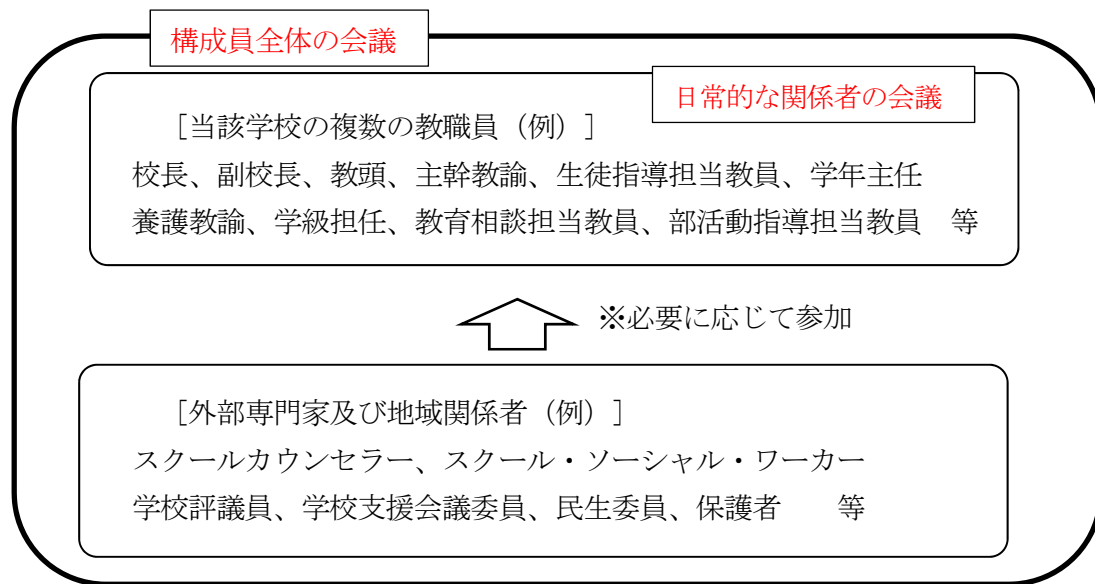 構成員全体の会議
日常的な関係者の会議
［当該学校の複数の教職員（例）］
校長、副校長、教頭、主幹教諭、生徒指導担当教員、学年主任
養護教諭、学級担任、教育相談担当教員、部活動指導担当教員　等
※必要に応じて参加
［外部専門家及び地域関係者（例）］
スクールカウンセラー、スクール・ソーシャル・ワーカー
学校評議員、学校支援会議委員、民生委員、保護者　　等